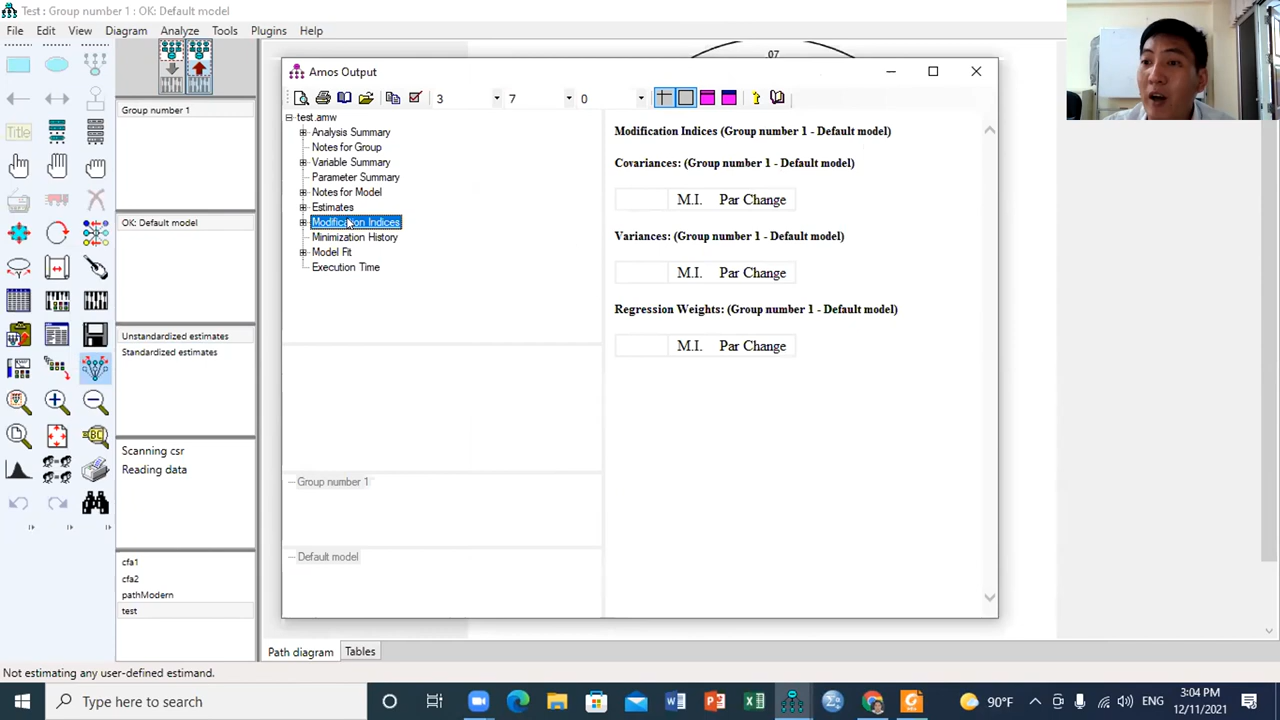 Test : Group number 1 : OK: Default model
File Edit View Diagram Analyze Tools Plugins Help
07
Amos Output
3 7 0
Title
Group number 1
OK: Default model
Unstandardized estimates
Standardized estimates
Scanning csr
Reading data
cfa1
cfa2
pathModern
test
test.amw
Analysis Summary
Notes for Group
Variable Summary
Parameter Summary
Notes for Model
Estimates
Modification Indices
Minimization History
Model Fit
Execution Time
Group number 1
Default model
Modification Indices (Group number 1 - Default model)
Covariances: (Group number 1 - Default model)
M.I. Par Change
Variances: (Group number 1 - Default model)
M.I. Par Change
Regression Weights: (Group number 1 - Default model)
M.I. Par Change
Path diagram Tables
Not estimating any user-defined estimand.
Type here to search
90°F
ENG
3:04 PM
12/11/2021